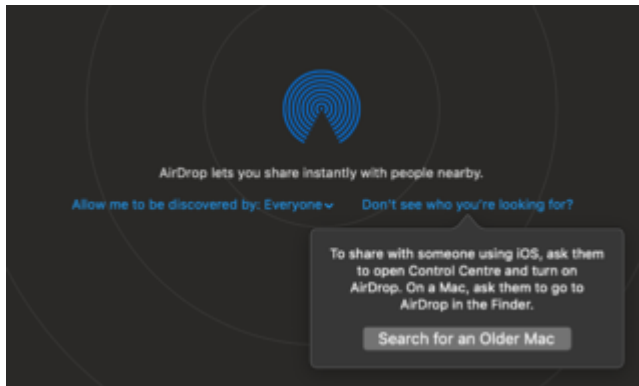 AirDrop lets you share instantly with people nearby.
Allow me to be discovered by: Everyone
Don't see who you're looking for?
To share with someone using iOS, ask them
to open Control Centre and turn on
AirDrop. On a Mac, ask them to go to
AirDrop in the Finder.
Search for an Older Mac